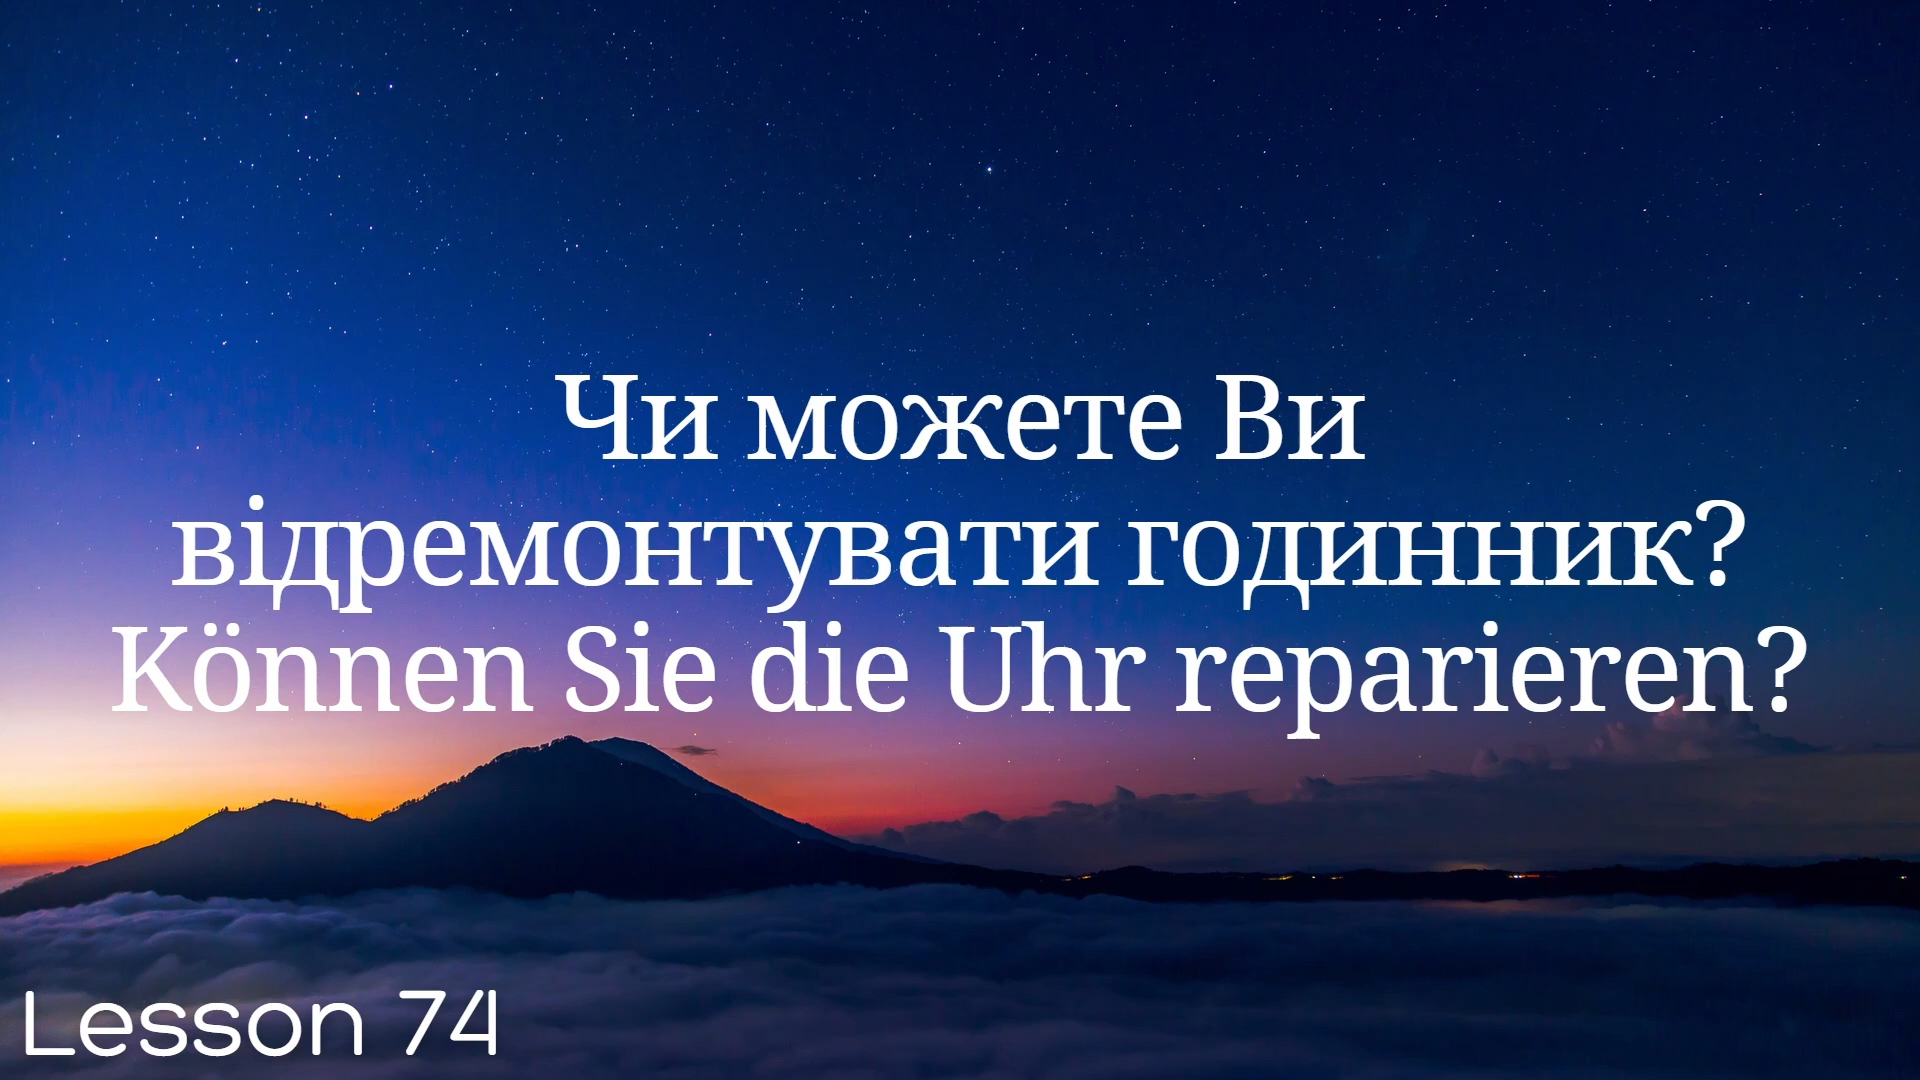 Чи можете Ви
відремонтувати годинник?
Können Sie die Uhr reparieren?
Lesson 74